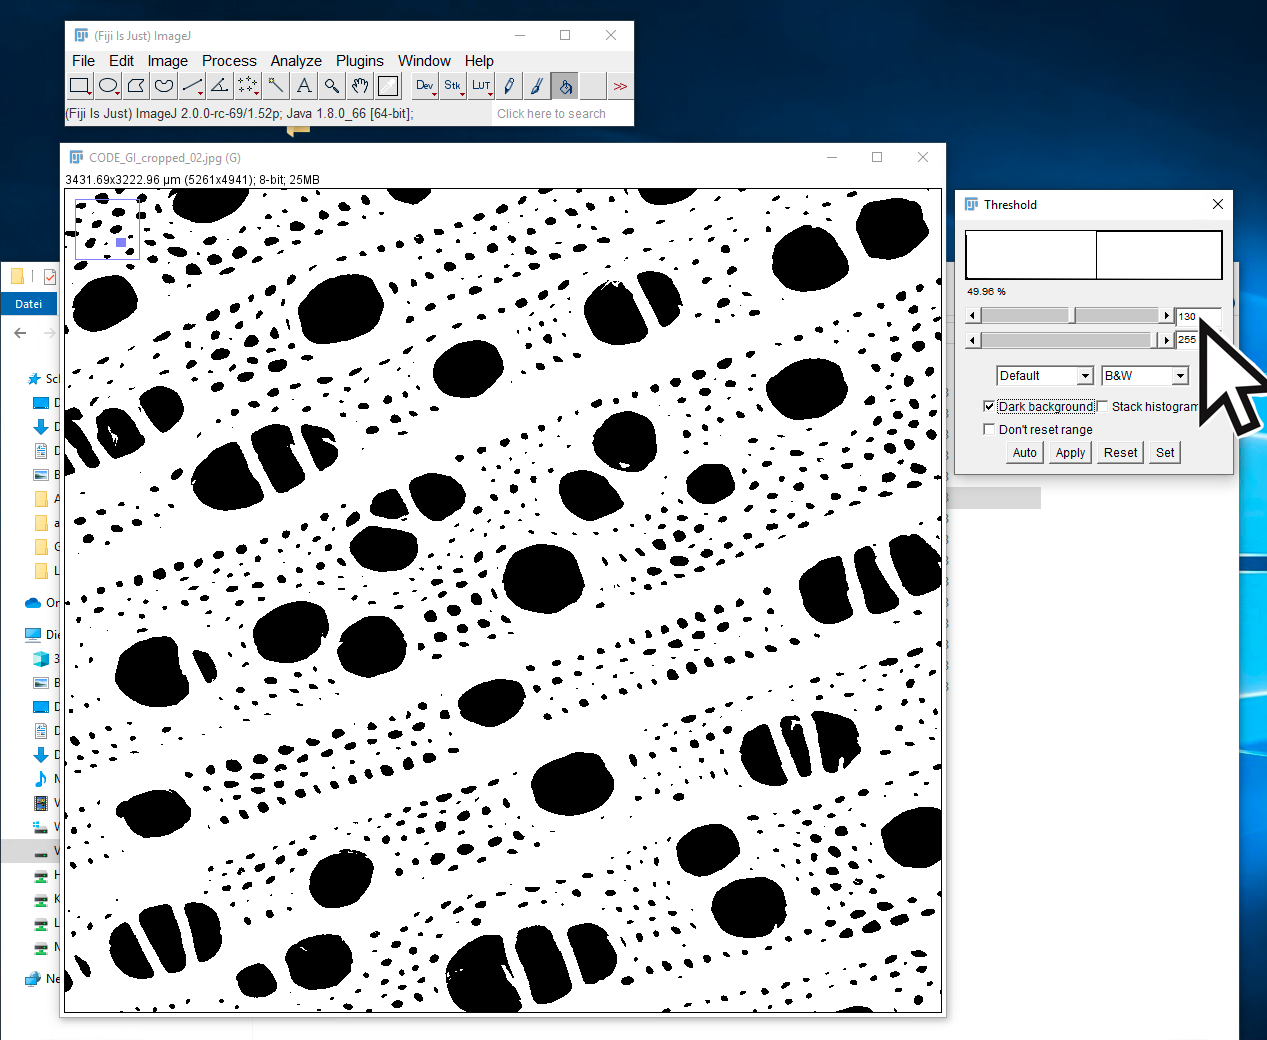 (Fiji Is Just) ImageJ
File Edit Image Process Analyze Plugins Window Help
Dev Stk LUT >>
(Fiji Is Just) ImageJ 2.0.0-rc-69/1.52p; Java 1.8.0_66 [64-bit];
Click here to search
CODE_GI_cropped_02.jpg (G)
3431.69x3222.96 µm (5261x4941); 8-bit; 25MB
Threshold
49.96 %
130
255
Default
B&W
Dark background
Stack histogram
Don't reset range
Auto Apply Reset Set
Datei